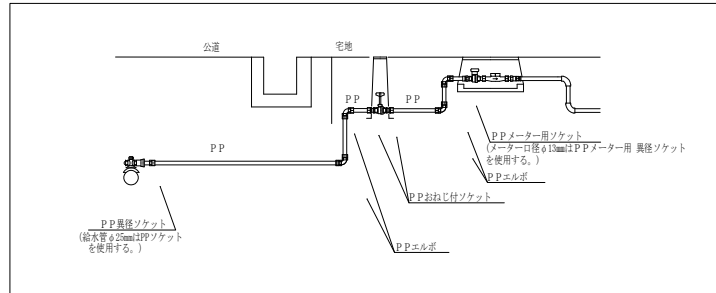 公道
宅地
ＰＰ
ＰＰ
ＰＰ
ＰＰメーター用ソケット
(メーター口径φ13㎜はＰＰメーター用 異径ソケット
を使用する。)
ＰＰエルボ
ＰＰおねじ付ソケット
ＰＰ異径ソケット
(給水管φ25㎜はPPソケット
を使用する。)
ＰＰエルボ